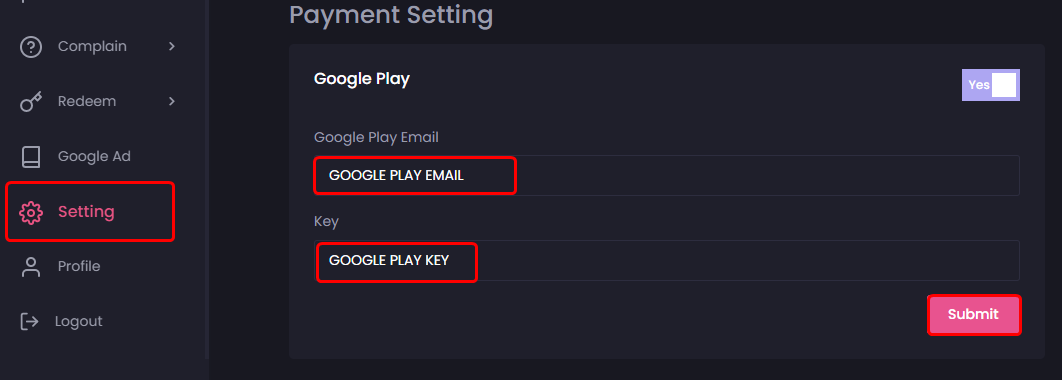 Payment Setting
Complain
Redeem
Google Ad
Setting
Profile
Logout
Google Play
Yes
Google Play Email
GOOGLE PLAY EMAIL
Key
GOOGLE PLAY KEY
Submit